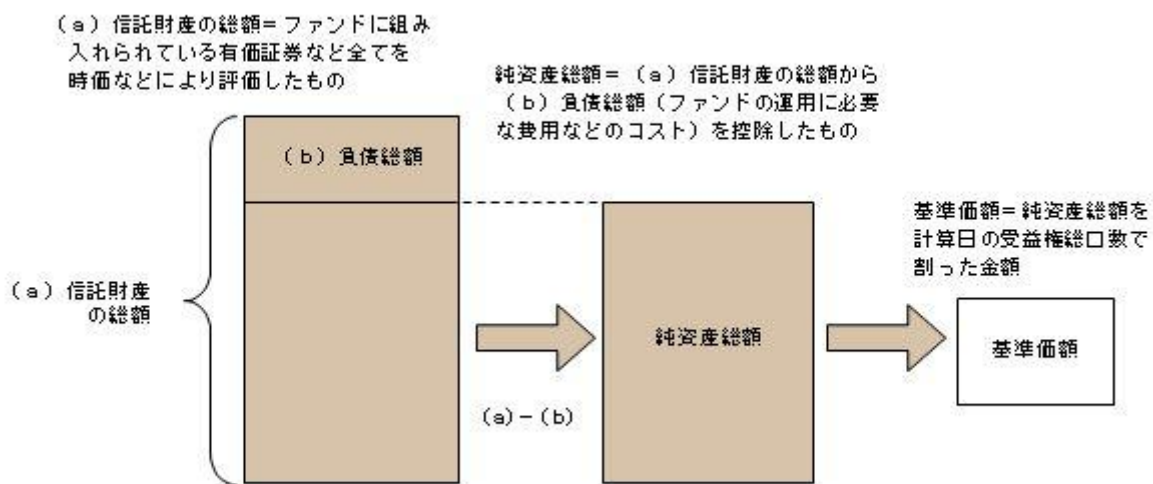 (a)信託財産の総額=ファンドに組み
入れられている有価証券など全てを
時価などにより評価したもの
純資産総額=(a)信託財産の総額から
(b)負債総額(ファンドの運用に必要
な費用などのコスト)を控除したもの
(b)負債総額
基準価額=純資産総額を
計算日の受益権総口数で
割った金額
(a)信託財産
の総額
純資産総額
基準価額
(a)-(b)